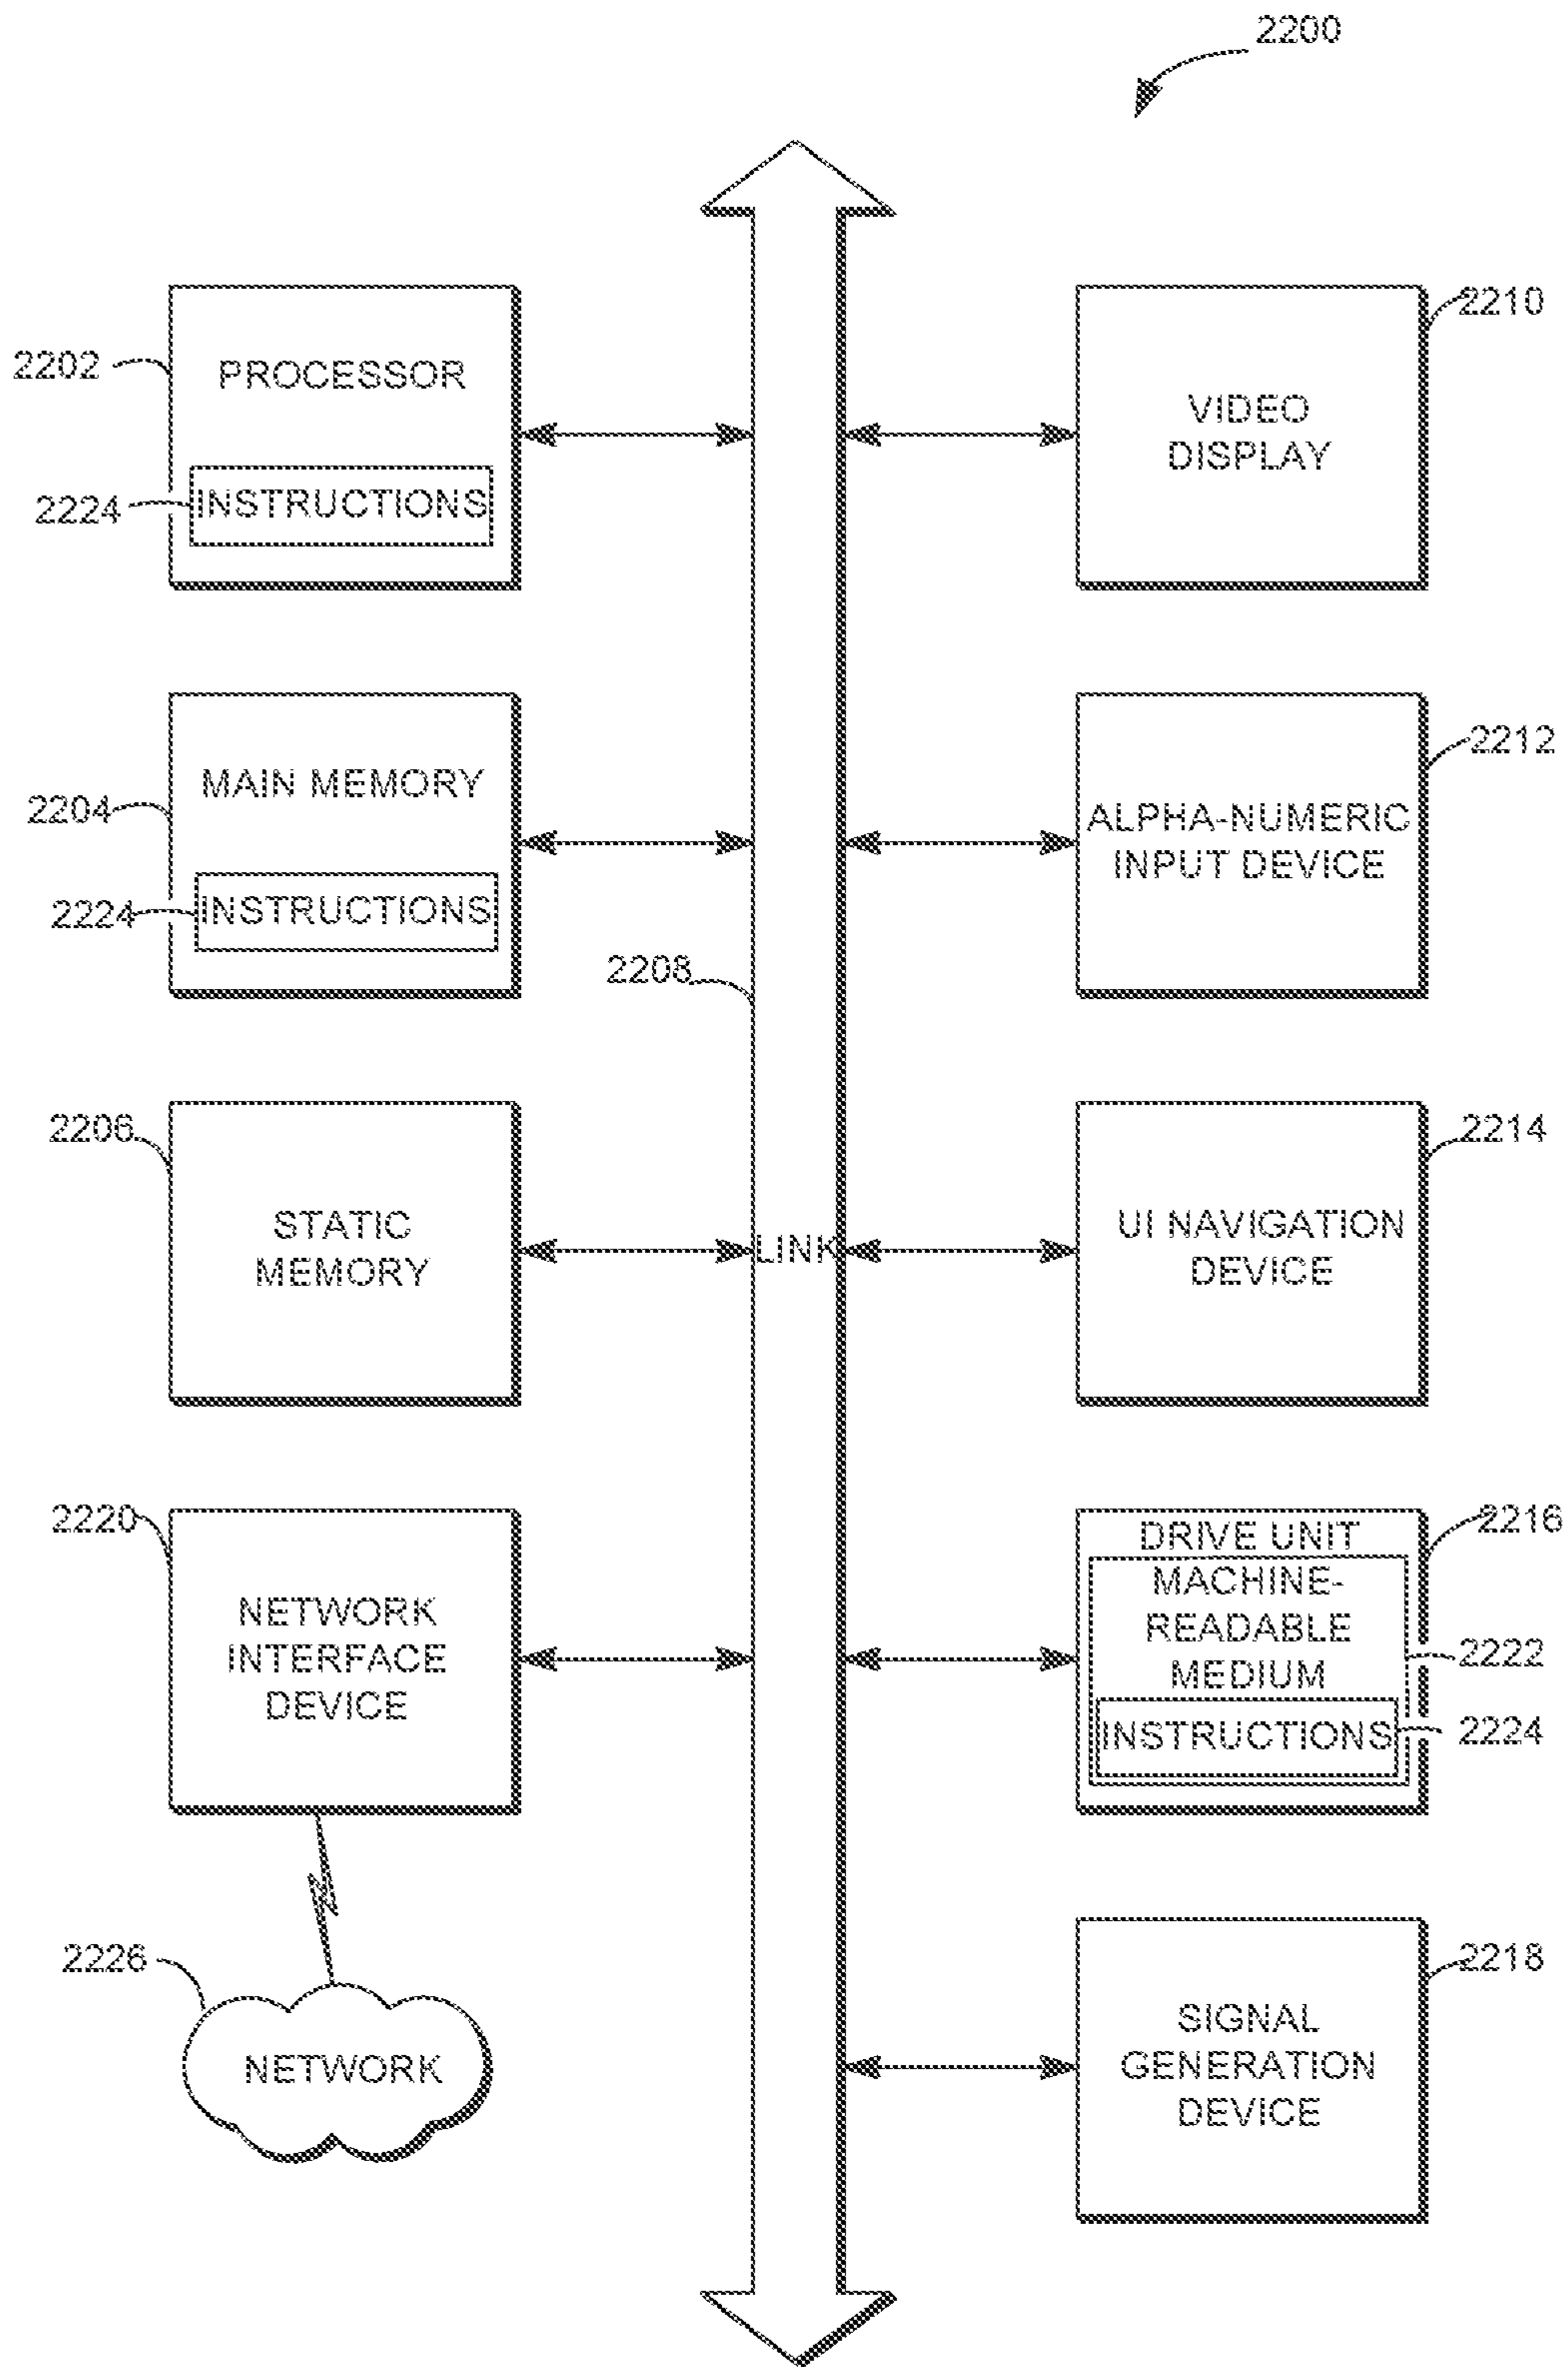 2200
2202
PROCESSOR
2224
INSTRUCTIONS
2210
VIDEO
DISPLAY
2204
MAIN MEMORY
2224
INSTRUCTIONS
2208
2212
ALPHA-NUMERIC
INPUT DEVICE
2206
STATIC
MEMORY
LINK
2214
UI NAVIGATION
DEVICE
2220
NETWORK
INTERFACE
DEVICE
2216
DRIVE UNIT
MACHINE-
READABLE
MEDIUM
2222
INSTRUCTIONS
2224
2226
NETWORK
2218
SIGNAL
GENERATION
DEVICE